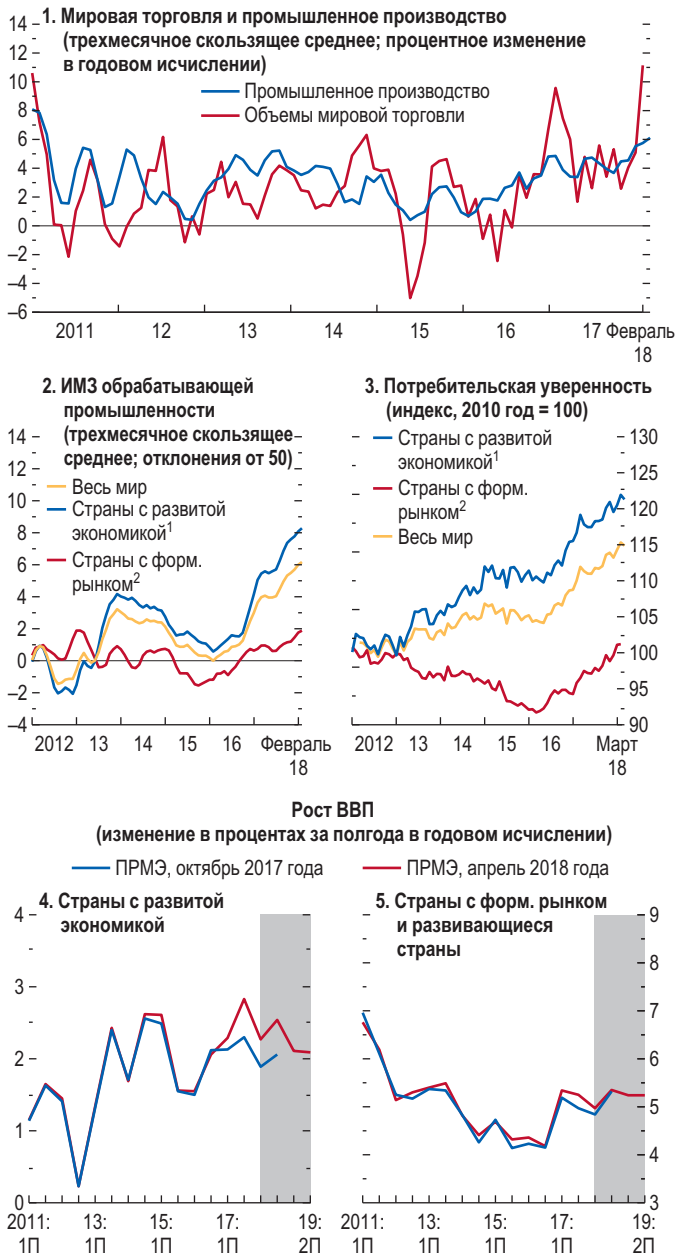 1. Мировая торговля и промышленное производство
(трехмесячное скользящее среднее; процентное изменение
в годовом исчислении)
Промышленное производство
Объемы мировой торговли
14
12
10
8
6
4
2
0
–2
–4
–6
2011 12 13 14 15 16 17 Февраль
18
2. ИМЗ обрабатывающей
промышленности
(трехмесячное скользящее
среднее; отклонения от 50)
Весь мир
Страны с развитой
экономикой1
Страны с форм.
рынком2
14
12
10
8
6
4
2
0
–2
–4
2012 13 14 15 16 Февраль
18
3. Потребительская уверенность
(индекс, 2010 год = 100)
Страны с развитой
экономикой1
Страны с форм.
рынком2
Весь мир
130
125
120
115
110
105
100
95
90
2012 13 14 15 16 Март
18
Рост ВВП
(изменение в процентах за полгода в годовом исчислении)
ПРМЭ, октябрь 2017 года ПРМЭ, апрель 2018 года
4. Страны с развитой
экономикой
4
3
2
1
0
2011: 13: 15: 17: 19:
1П 1П 1П 1П 2П
5. Страны с форм. рынком
и развивающиеся
страны
9
8
7
6
5
4
3
2011: 13: 15: 17: 19:
1П 1П 1П 1П 2П